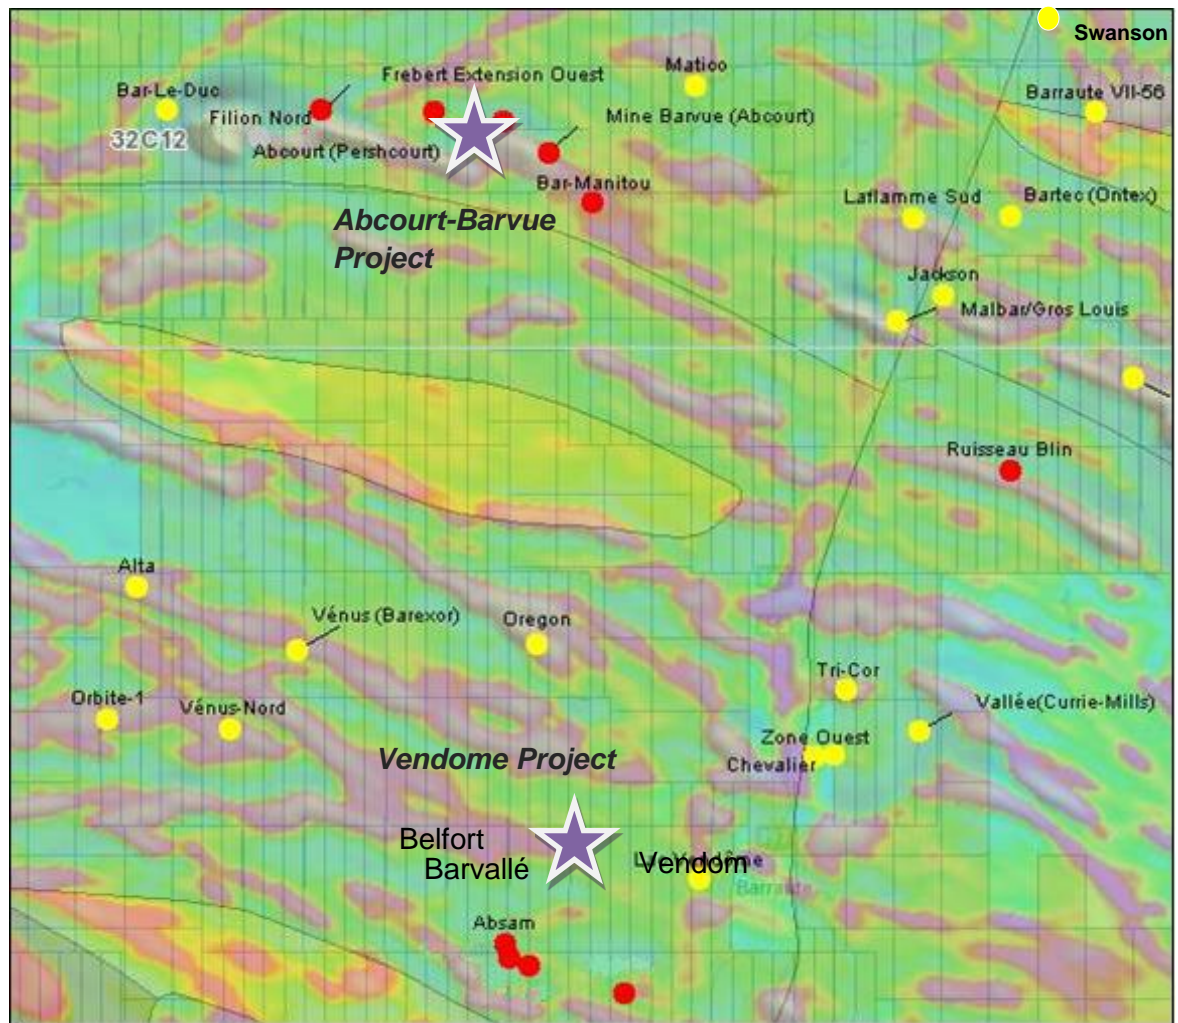 Swanson
Matico
Frebert Extension Ouest
Bar-Le-Duc
Barraute VII-56
Filion Nord
Mine Barvue (Abcourt)
32C12
Abcourt (Pershcourt)
Bar-Manitou
Laflamme Sud
Bartec (Ontex)
Abcourt-Barvue
Project
Jackson
Malbar/Gros Louis
Ruisseau Blin
Alta
Vénus (Barexor)
Oregon
Tri-Cor
Orbite-1
Vénus-Nord
Vallée(Currie-Mills)
Zone Ouest
Vendome Project
Chevalier
Belfort
Barvallé
Vendom
Barraute
Absam